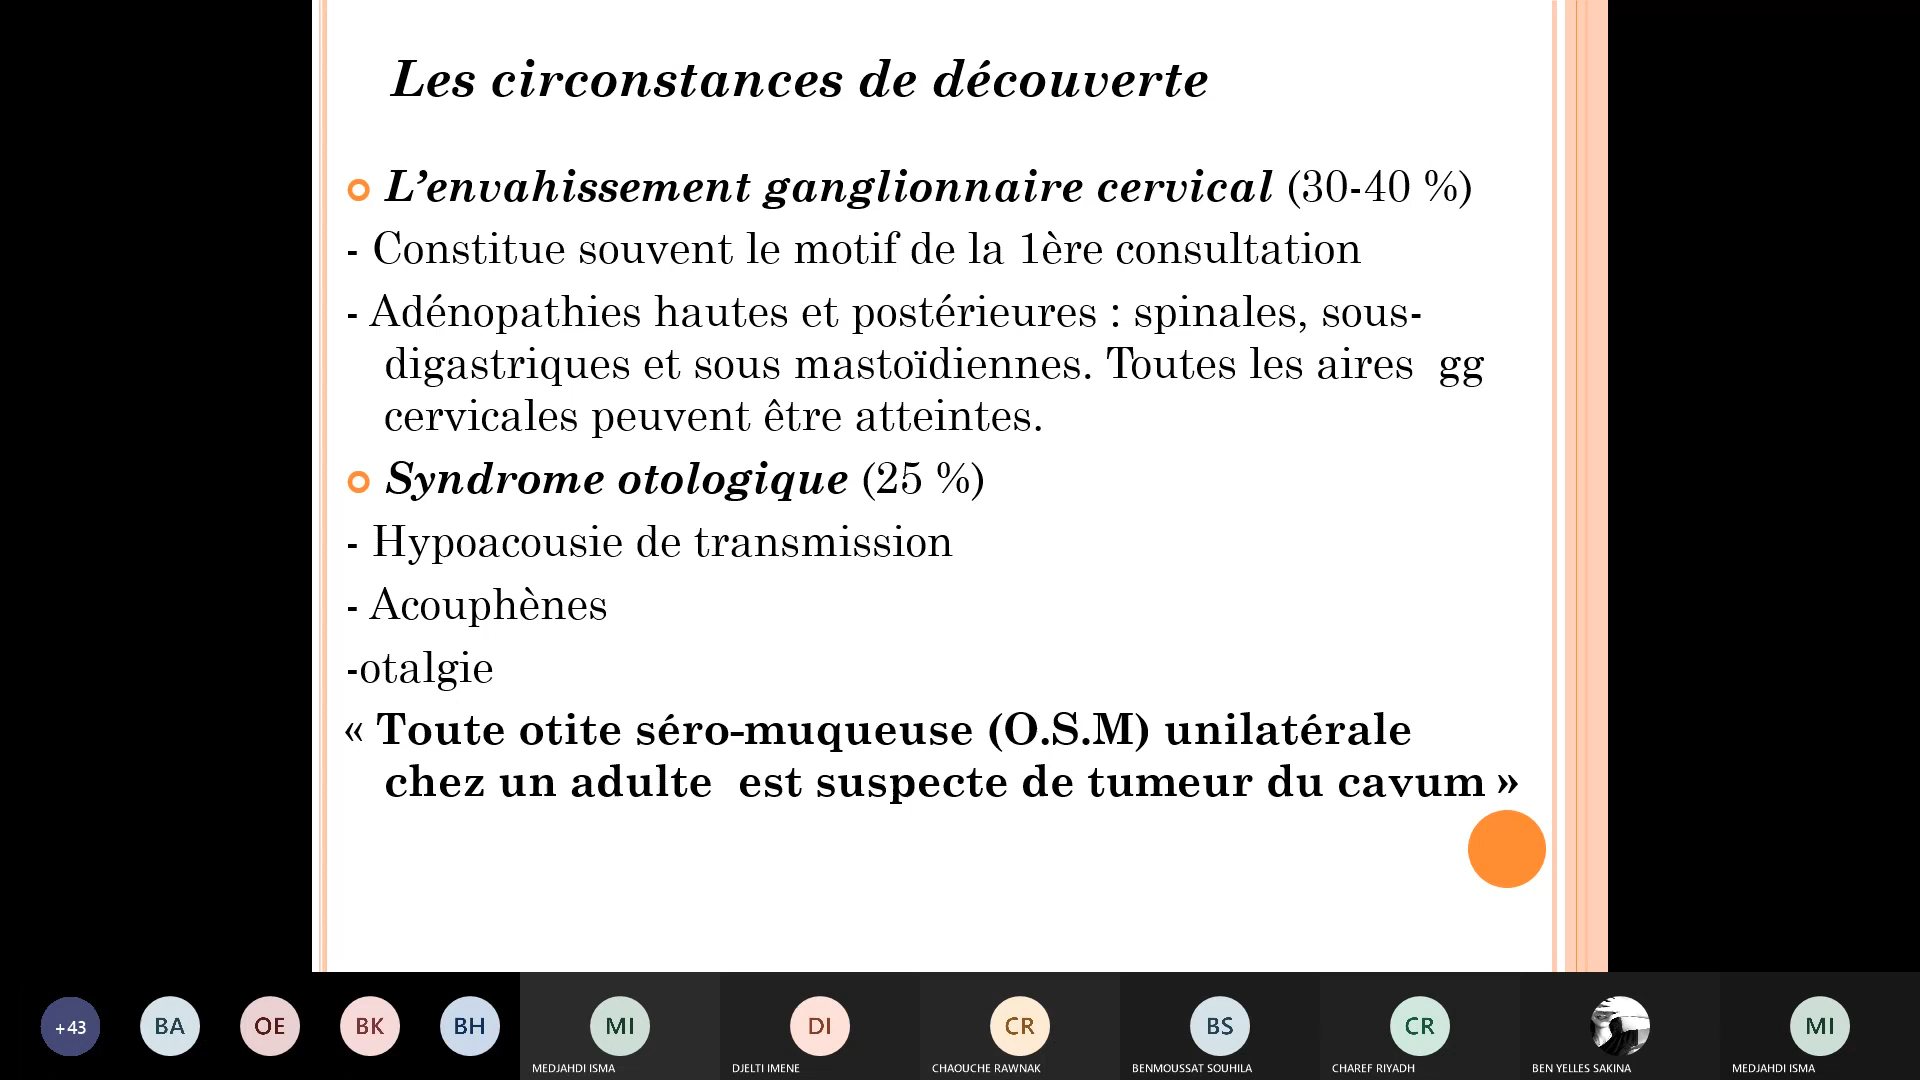 Les circonstances de découverte
L’envahissement ganglionnaire cervical (30-40 %)
- Constitue souvent le motif de la 1ère consultation
- Adénopathies hautes et postérieures : spinales, sous-
digastriques et sous mastoïdiennes. Toutes les aires gg
cervicales peuvent être atteintes.
Syndrome otologique (25 %)
- Hypoacousie de transmission
- Acouphènes
-otalgie
« Toute otite séro-muqueuse (O.S.M) unilatérale
chez un adulte est suspecte de tumeur du cavum »
+43 BA OE BK BH MI DI CR BS CR MI
MEDJAHDI ISMA DJELTI IMENE CHAOUCHE RAWNAK BENMOUSSAT SOUHILA CHAREF RIYADH BEN YELLES SAKINA MEDJAHDI ISMA